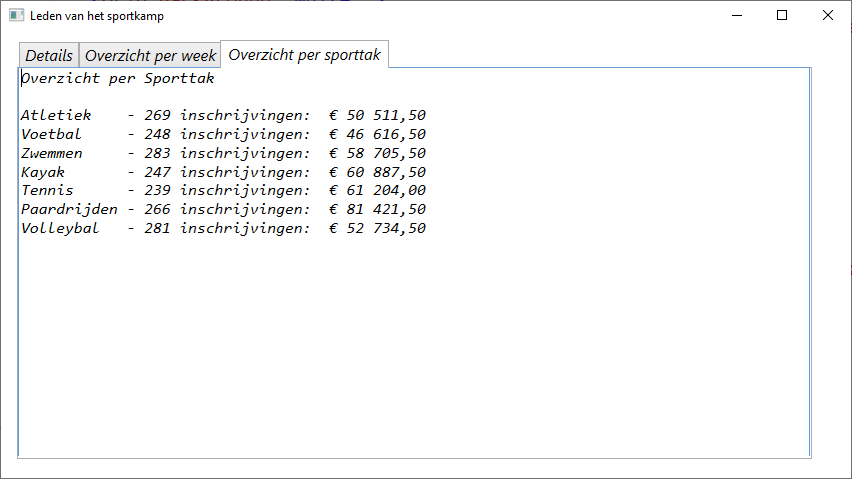 Leden van het sportkamp
Details Overzicht per week Overzicht per sporttak
Overzicht per Sporttak
Atletiek - 269 inschrijvingen: € 50 511,50
Voetbal - 248 inschrijvingen: € 46 616,50
Zwemmen - 283 inschrijvingen: € 58 705,50
Kayak - 247 inschrijvingen: € 60 887,50
Tennis - 239 inschrijvingen: € 61 204,00
Paardrijden - 266 inschrijvingen: € 81 421,50
Volleybal - 281 inschrijvingen: € 52 734,50